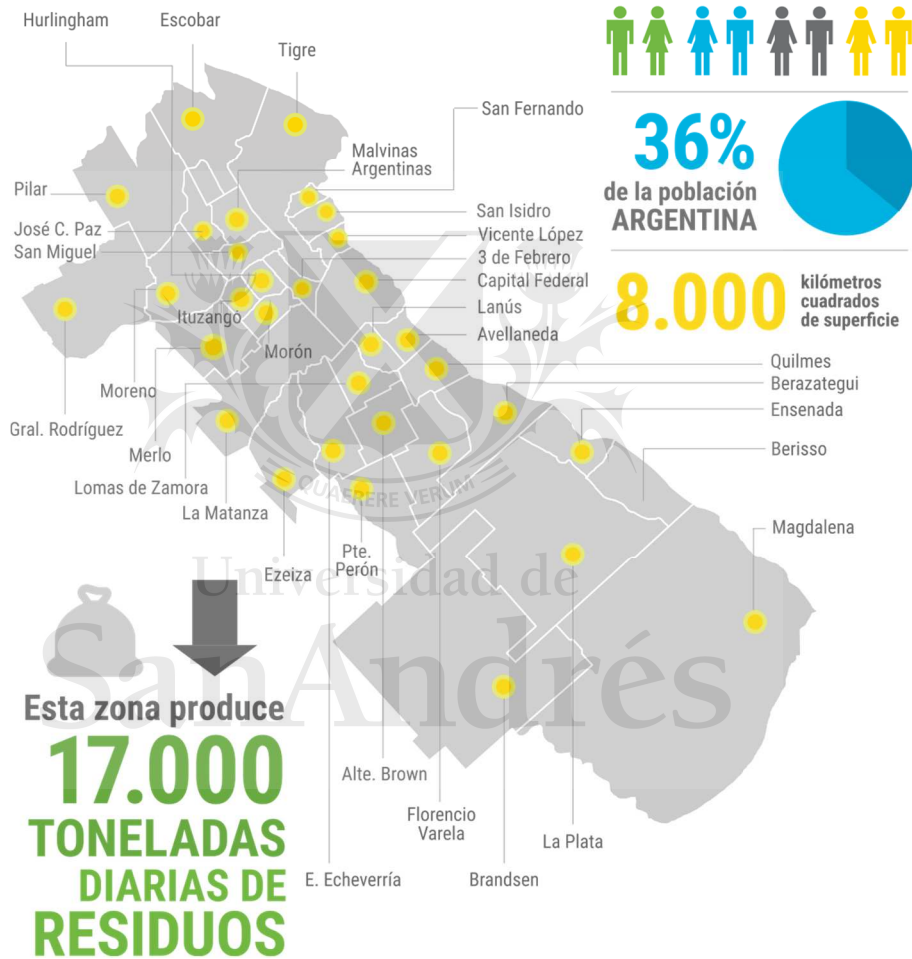 Hurlingham
Escobar
Tigre
San Fernando
Malvinas
Argentinas
Pilar
José C. Paz
San Miguel
San Isidro
Vicente López
3 de Febrero
Capital Federal
Lanús
Avellaneda
Ituzangó
Morón
Moreno
Gral. Rodríguez
Merlo
Lomas de Zamora
La Matanza
Ezeiza
Pte.
Perón
Quilmes
Berazategui
Ensenada
Berisso
Magdalena
Alte. Brown
Florencio
Varela
La Plata
E. Echeverría
Brandsen
36%
de la población
ARGENTINA
8.000
kilómetros
cuadrados
de superficie
QUAERERE VERUM
Universidad de
SanAndrés
Esta zona produce
17.000
TONELADAS
DIARIAS DE
RESIDUOS